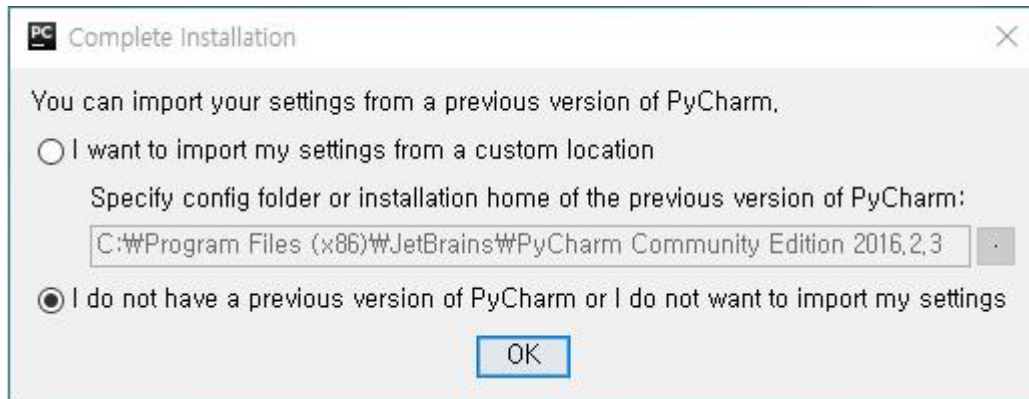 PC
Complete Installation
You can import your settings from a previous version of PyCharm.
I want to import my settings from a custom location
Specify config folder or installation home of the previous version of PyCharm:
C:₩Program Files (x86)₩JetBrains₩PyCharm Community Edition 2016.2.3
I do not have a previous version of PyCharm or I do not want to import my settings
OK